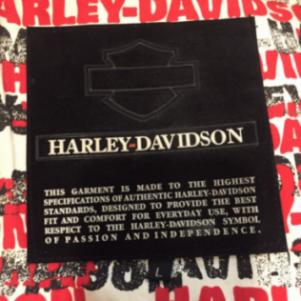 HARLEY-DAVIDSON
HARLEY-DAVIDSON
THIS GARMENT IS MADE TO THE HIGHEST
SPECIFICATIONS OF AUTHENTIC HARLEY-DAVIDSON
STANDARDS, DESIGNED TO PROVIDE THE BEST
FIT AND COMFORT FOR EVERYDAY USE, WITH
RESPECT TO THE HARLEY-DAVIDSON SYMBOL
OF PASSION AND INDEPENDENCE.